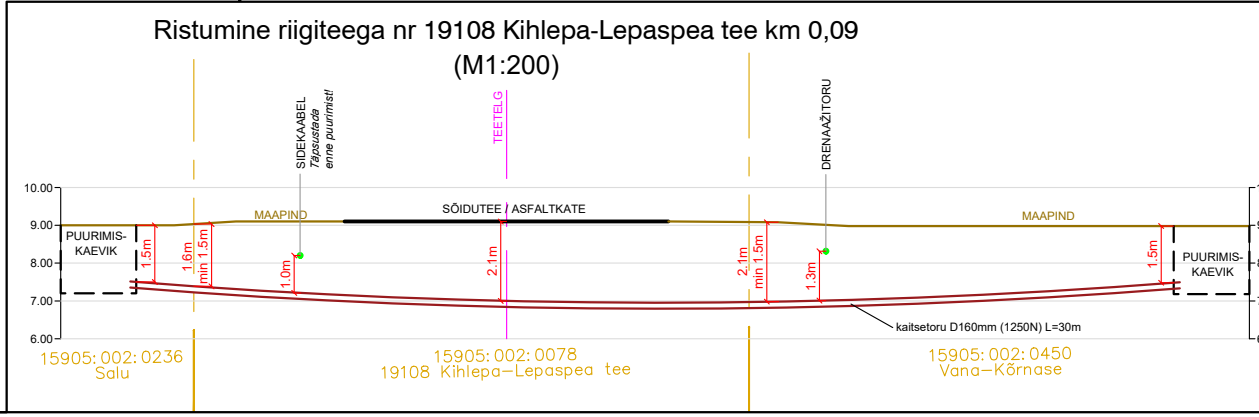 Ristumine riigiteega nr 19108 Kihlepa-Lepaspea tee km 0,09
(M1:200)
SIDEKAABEL
Täpsustada
enne puurimist!
TEETELG
DRENAAŽITORU
10.00
9.00
8.00
7.00
6.00
PUURIMIS-
KAEVIK
1.5m
1.6m
min 1.5m
MAAPIND
1.0m
SÕIDUTEE / ASFALTKATE
2.1m
2.1m
min 1.5m
1.3m
MAAPIND
1.5m
PUURIMIS-
KAEVIK
kaitsetoru D160mm (1250N) L=30m
15905:002:0236
Salu
15905:002:0078
19108 Kihlepa-Lepaspea tee
15905:002:0450
Vana-Kõrnase